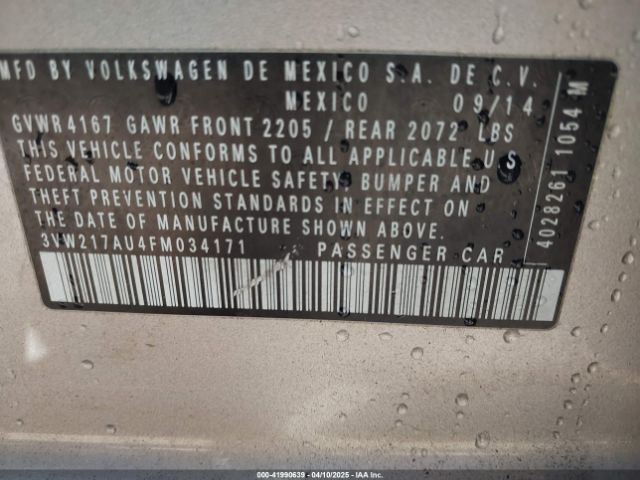 MFD BY VOLKSWAGEN DE MEXICO S.A. DE C.V.
MEXICO 09/14
GVWR 4167 GAWR FRONT 2205 / REAR 2072 LBS
THIS VEHICLE CONFORMS TO ALL APPLICABLE U.S
FEDERAL MOTOR VEHICLE SAFETY BUMPER AND
THEFT PREVENTION STANDARDS IN EFFECT ON
THE DATE OF MANUFACTURE SHOWN ABOVE.
3VW217AU4FM034171 PASSENGER CAR
4028261 1054 M
000-41990639 - 04/10/2025 - IAAI INC.